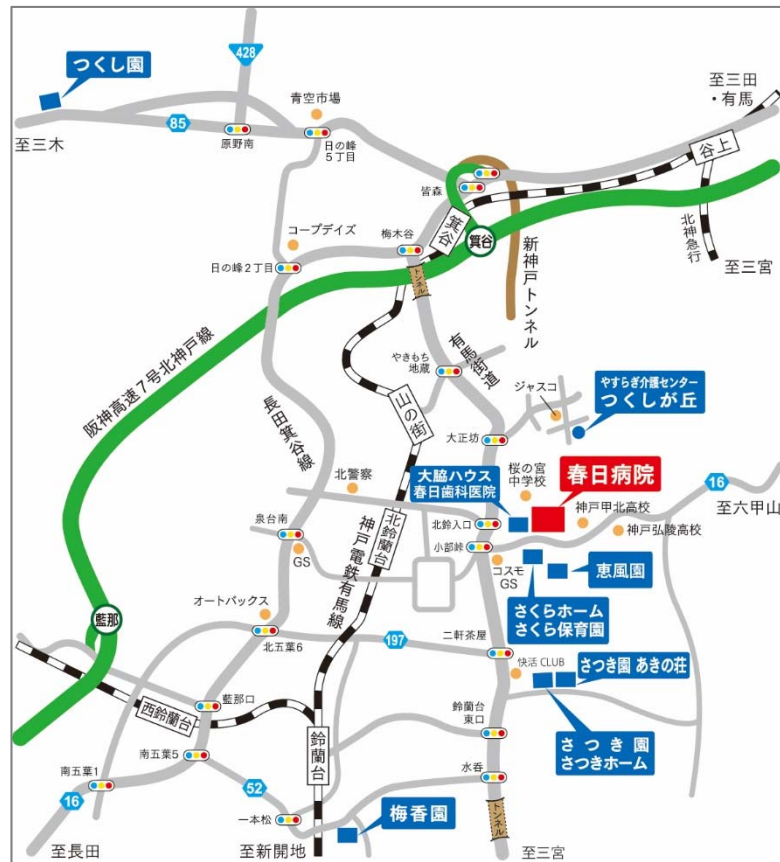 428
つくし園
至三田
・有馬
青空市場
85
至三木
原野南
日の峰
5丁目
谷上
皆森
箕谷
コープデイズ
梅木谷
箕谷
北神急行
日の峰2丁目
トンネル
新神戸トンネル
至三宮
阪神高速7号北神戸線
やきもち
地蔵
有馬街道
ジャスコ
やすらぎ介護センター
つくしが丘
長田箕谷線
山の街
大正坊
北警察
大脇ハウス
春日歯科医院
桜の宮
中学校
春日病院
16
至六甲山
泉台南
北鈴蘭台
北鈴入口
神戸甲北高校
小部峠
神戸弘陵高校
GS
神戸電鉄有馬線
コスモ
GS
恵風園
さくらホーム
さくら保育園
オートバックス
藍那
北五葉6
197
二軒茶屋
快活 CLUB
さつき園 あきの荘
藍那口
西鈴蘭台
鈴蘭台
東口
さつき園
さつきホーム
南五葉5
鈴蘭台
南五葉1
水呑
16
52
一本松
梅香園
トンネル
至長田
至新開地
至三宮